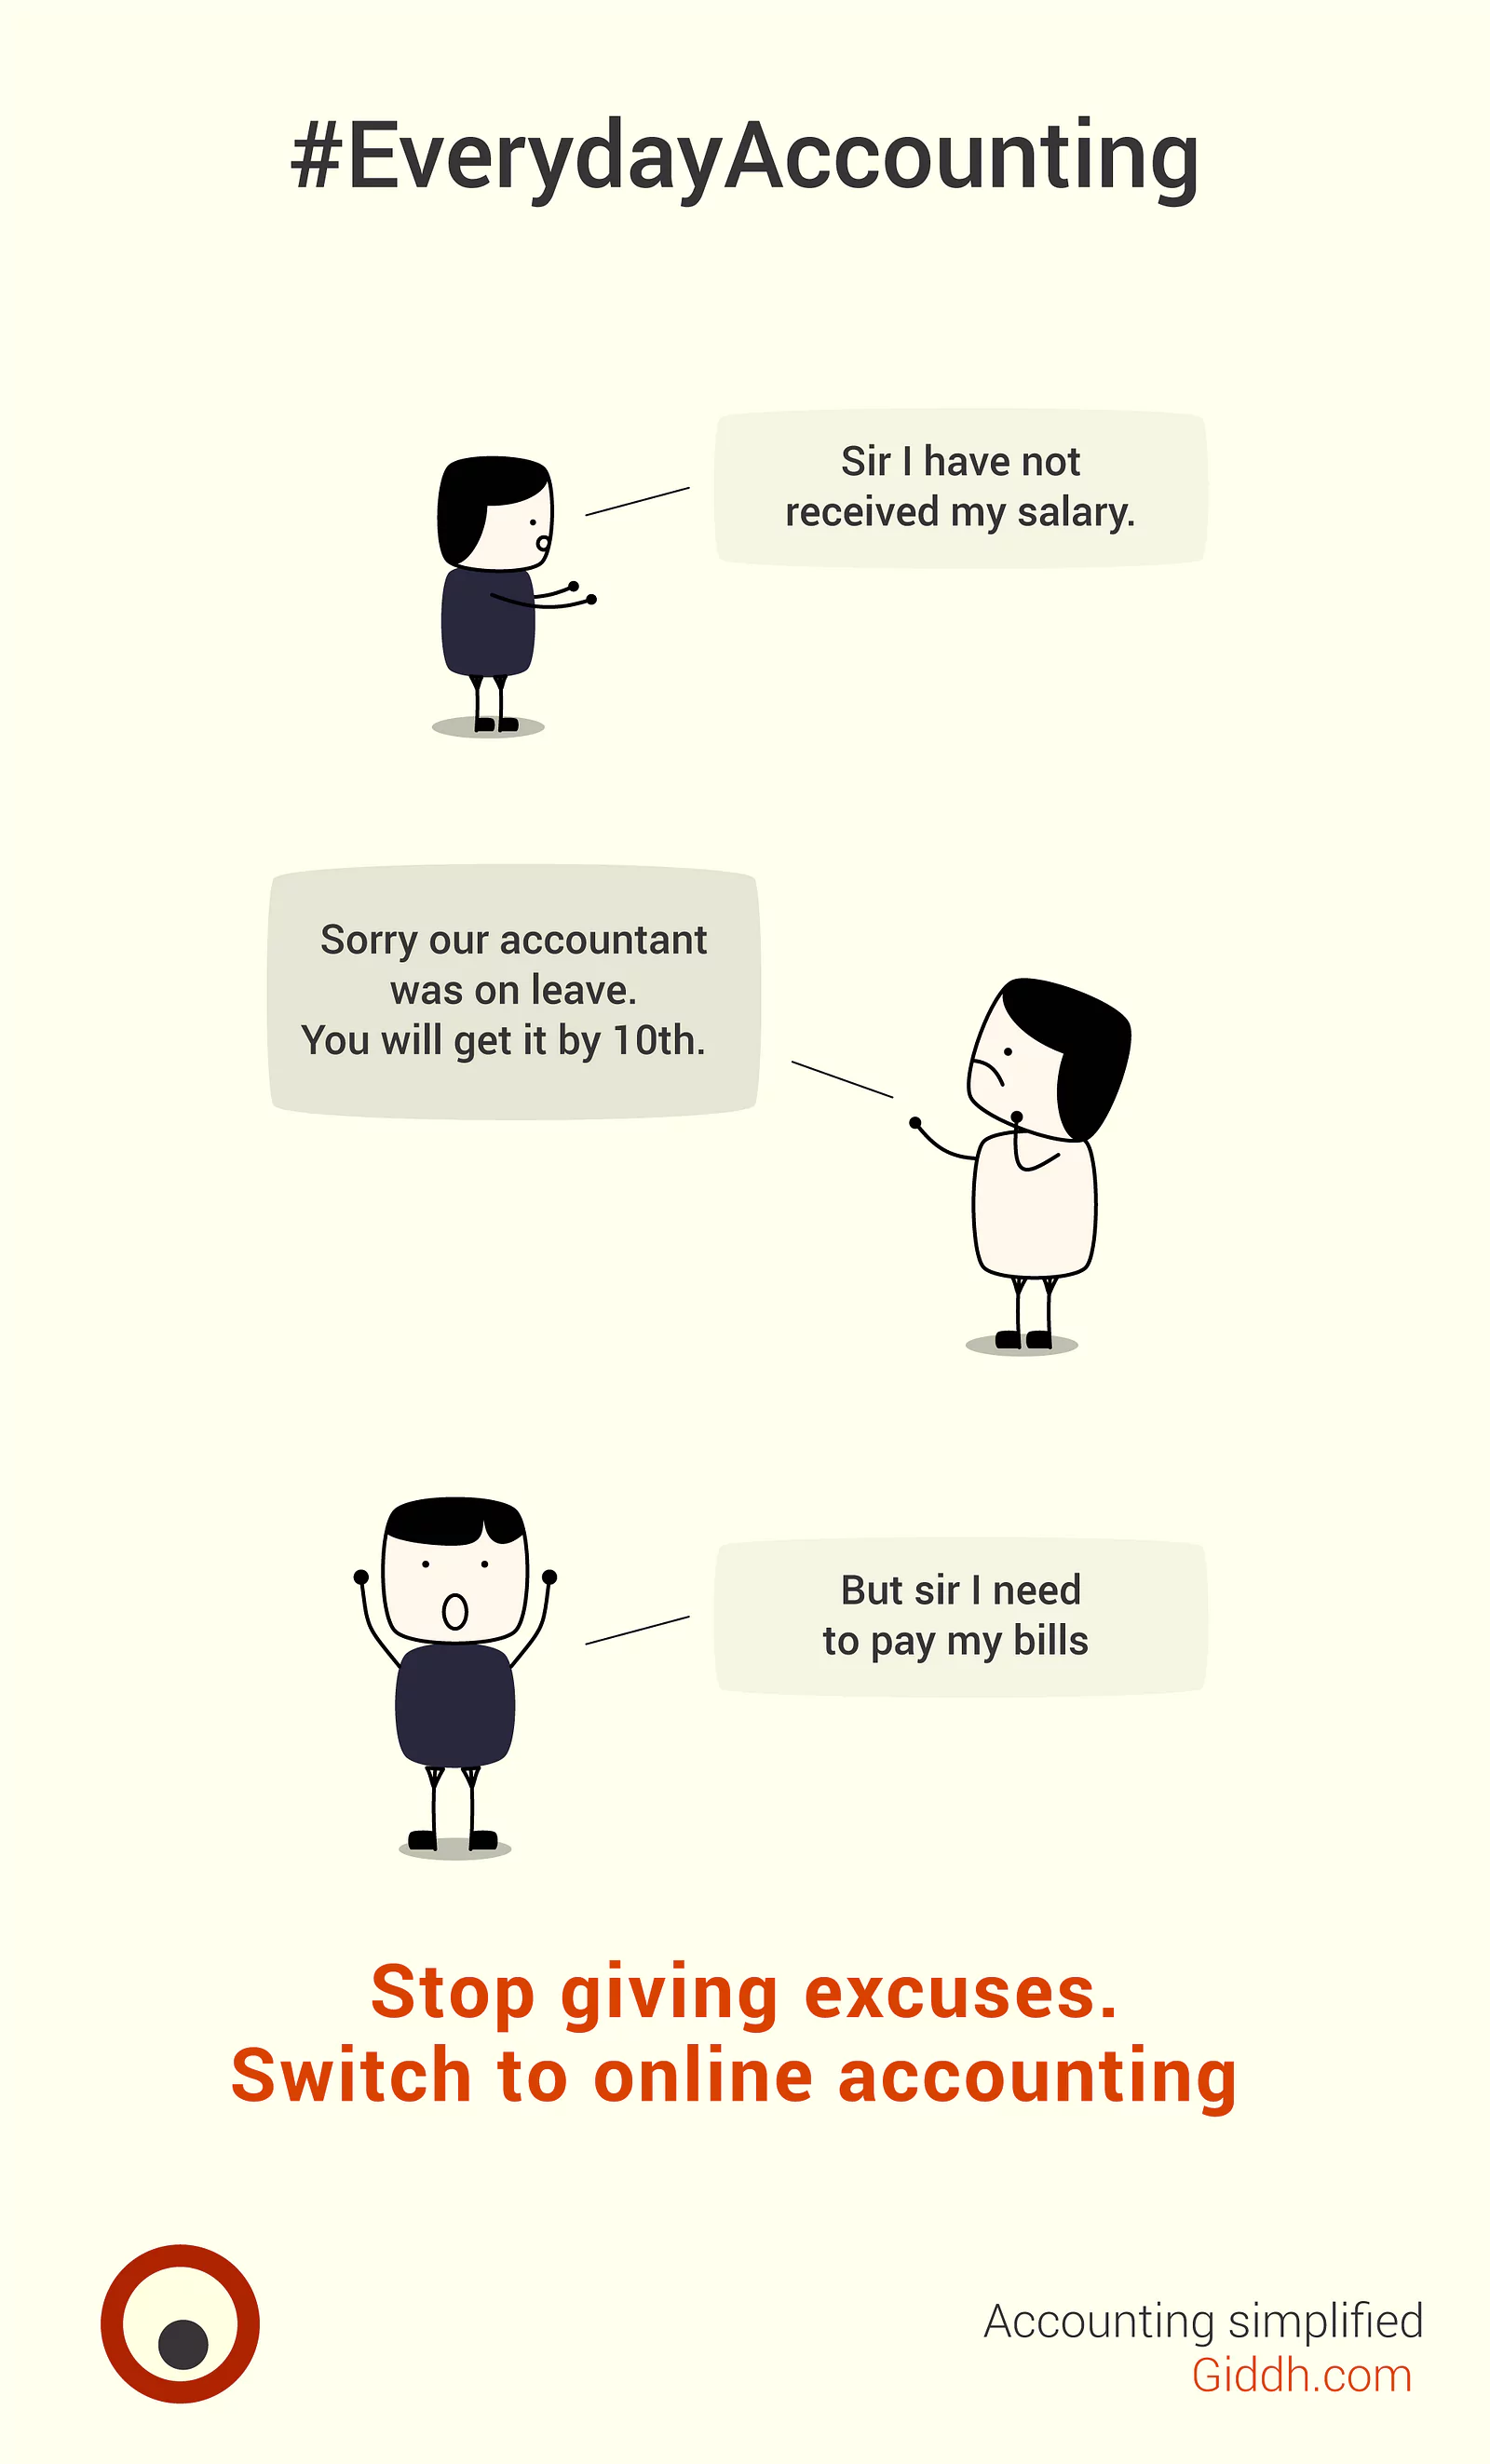 #EverydayAccounting
Sir I have not
received my salary.
Sorry our accountant
was on leave.
You will get it by 10th.
But sir I need
to pay my bills
Stop giving excuses.
Switch to online accounting
Accounting simplified
Giddh.com